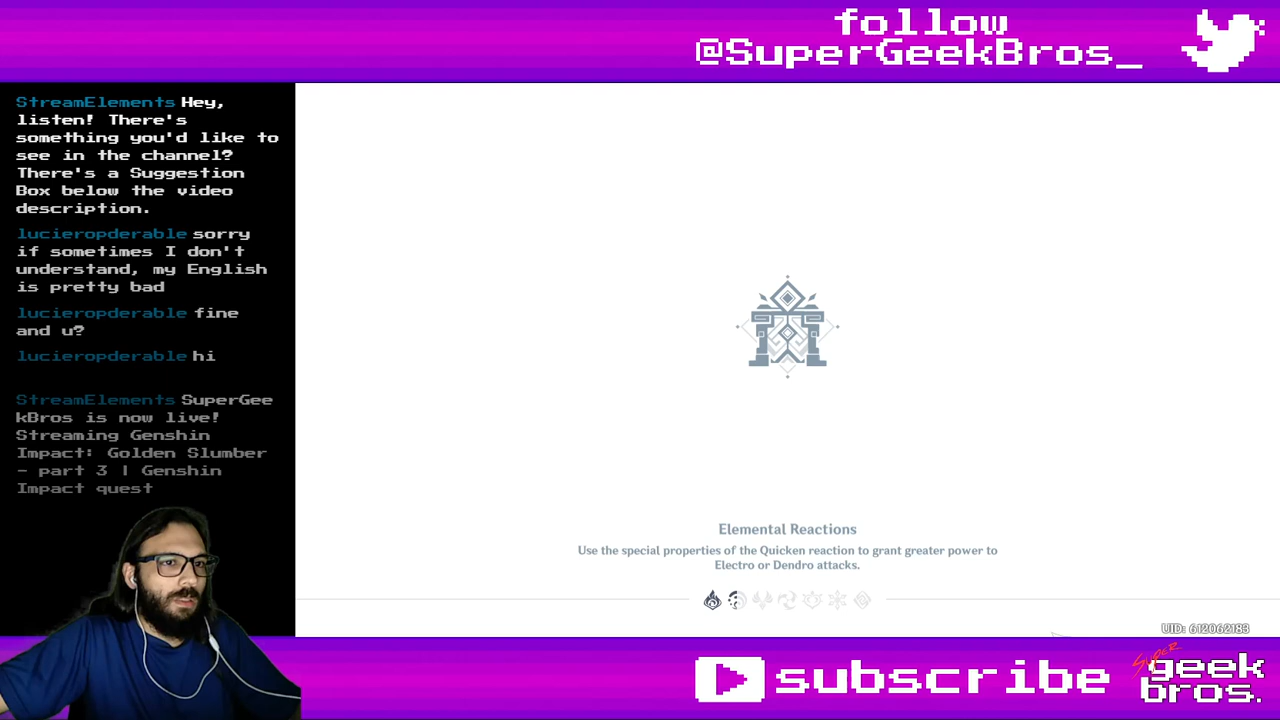 follow
@SuperGeekBros_
StreamElements Hey,
listen! There's
something you'd like to
see in the channel?
There's a Suggestion
Box below the video
description.
lucieropderable sorry
if sometimes I don't
understand, my English
is pretty bad
lucieropderable fine
and u?
lucieropderable hi
StreamElements SuperGee
kBros is now live!
Streaming Genshin
Impact: Golden Slumber
- part 3 | Genshin
Impact quest
Elemental Reactions
Use the special properties of the Quicken reaction to grant greater power to
Electro or Dendro attacks.
UID: 612062183
subscribe
super
geek
bros.